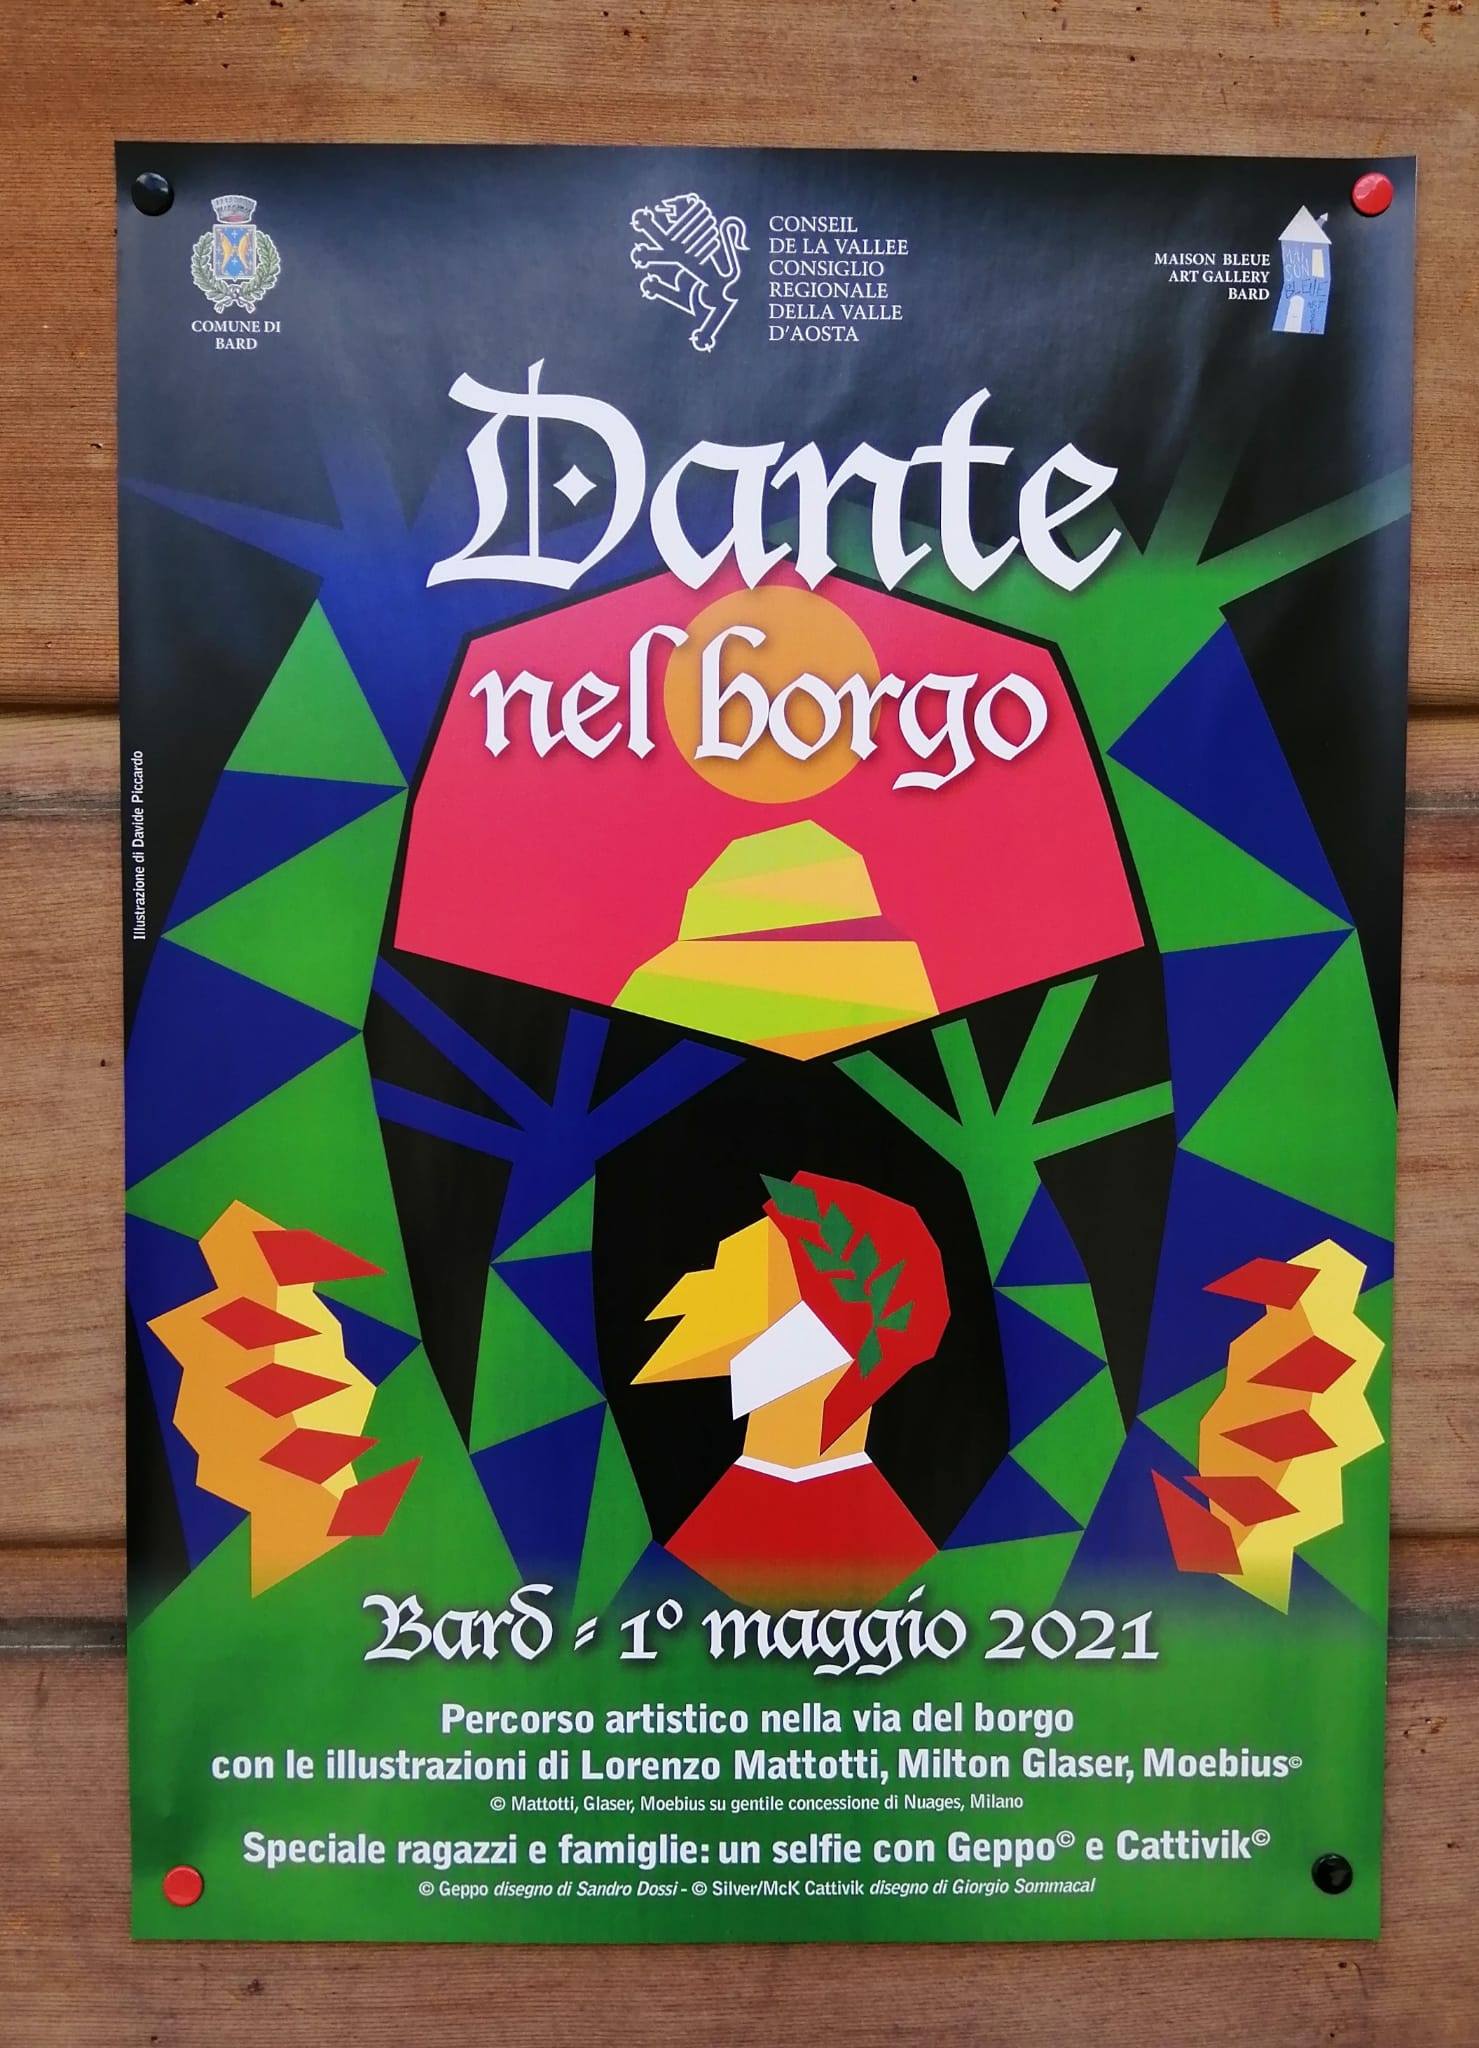 COMUNE DI
BARD
CONSEIL
DE LA VALLEE
CONSIGLIO
REGIONALE
DELLA VALLE
D'AOSTA
MAISON BLEUE
ART GALLERY
BARD
MAI
SON
BLEUE
Dante
nel borgo
Illustrazione di Davide Piccardo
Bard - 1° maggio 2021
Percorso artistico nella via del borgo
con le illustrazioni di Lorenzo Mattotti, Milton Glaser, Moebius©
© Mattotti, Glaser, Moebius su gentile concessione di Nuages, Milano
Speciale ragazzi e famiglie: un selfie con Geppo© e Cattivik©
© Geppo disegno di Sandro Dossi - © Silver/McK Cattivik disegno di Giorgio Sommacal